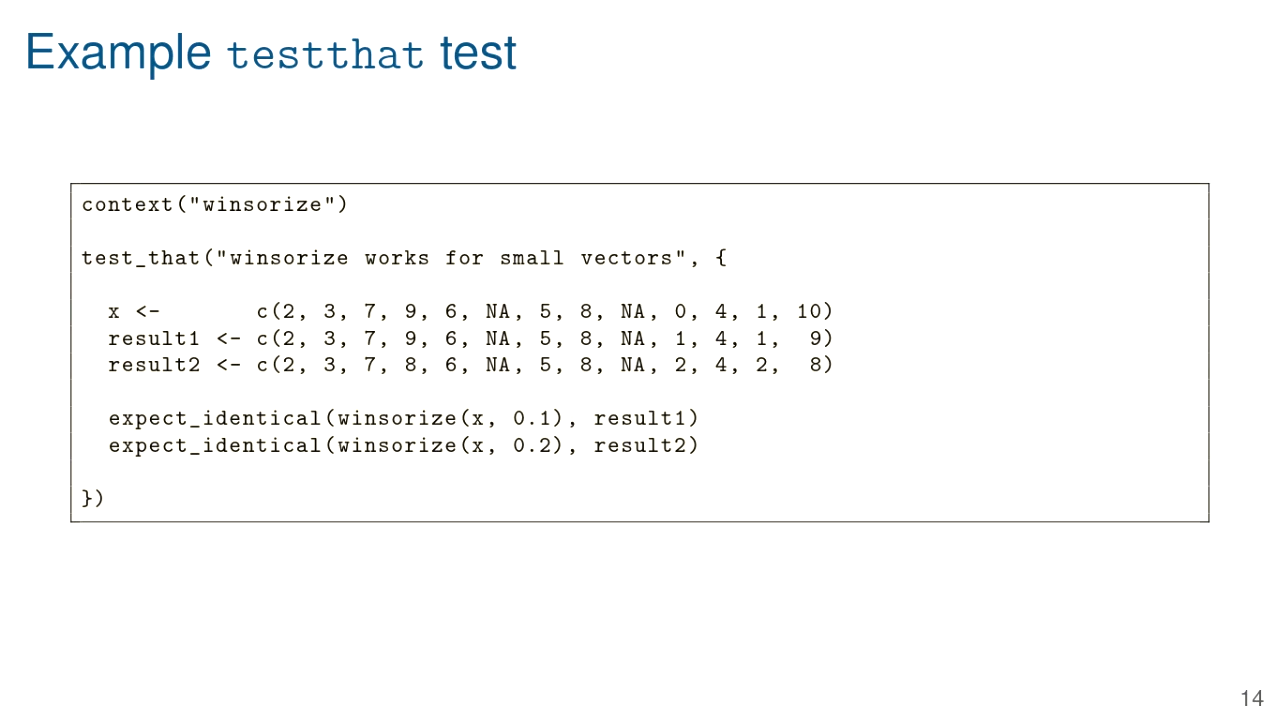 Example testthat test
context("winsorize")
test_that("winsorize works for small vectors", {
  x <-       c(2, 3, 7, 9, 6, NA, 5, 8, NA, 0, 4, 1, 10)
  result1 <- c(2, 3, 7, 9, 6, NA, 5, 8, NA, 1, 4, 1,  9)
  result2 <- c(2, 3, 7, 8, 6, NA, 5, 8, NA, 2, 4, 2,  8)
  expect_identical(winsorize(x, 0.1), result1)
  expect_identical(winsorize(x, 0.2), result2)
})
14